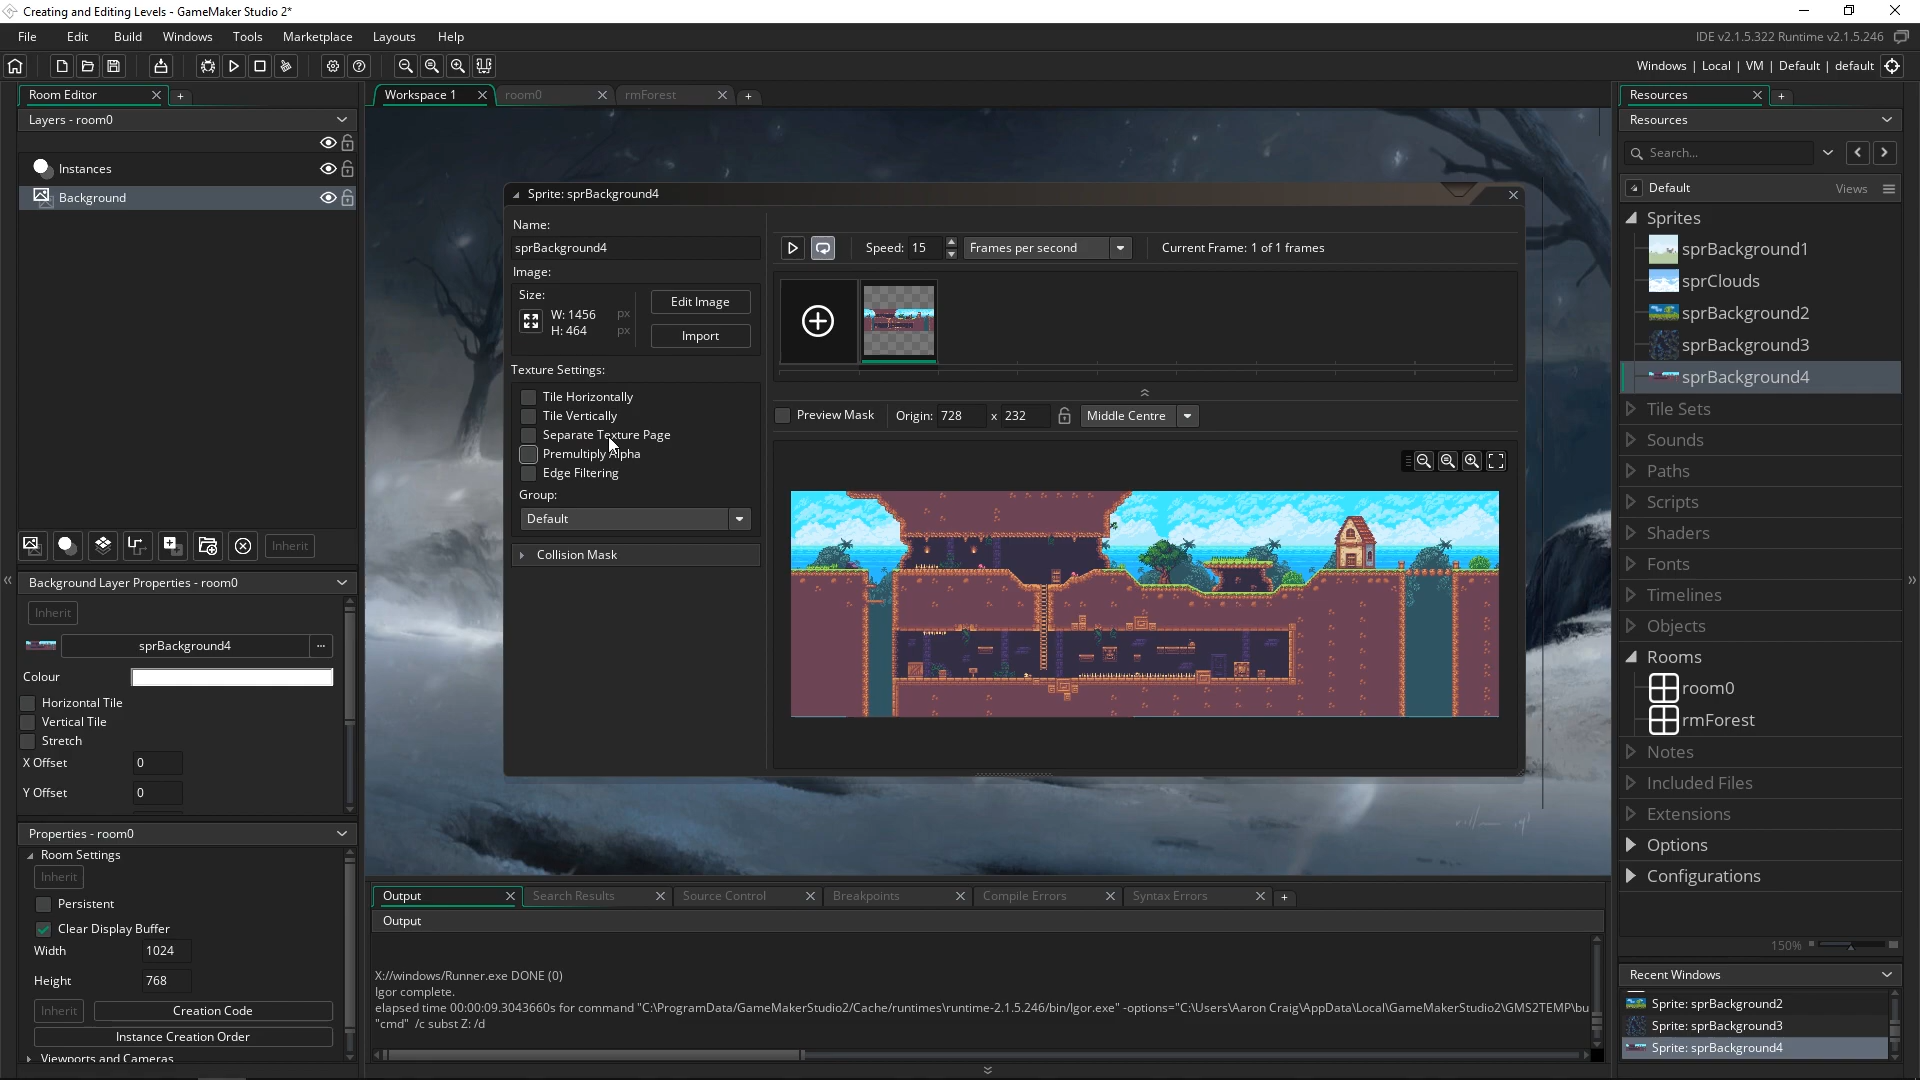 Creating and Editing Levels - GameMaker Studio 2*
File Edit Build Windows Tools Marketplace Layouts Help
IDE v2.1.5.322 Runtime v2.1.5.246
Windows | Local | VM | Default | default
Room Editor
Layers - room0
Instances
Background
Inherit
Background Layer Properties - room0
Inherit
sprBackground4
...
Colour
Horizontal Tile
Vertical Tile
Stretch
X Offset 0
Y Offset 0
Properties - room0
Room Settings
Inherit
Persistent
Clear Display Buffer
Width 1024
Height 768
Inherit Creation Code
Instance Creation Order
Viewports and Cameras
Workspace 1 room0 rmForest
Sprite: sprBackground4
Name:
sprBackground4
Image:
Size:
W: 1456 px
H: 464 px
Edit Image
Import
Texture Settings:
Tile Horizontally
Tile Vertically
Separate Texture Page
Premultiply Alpha
Edge Filtering
Group:
Default
Collision Mask
Speed: 15 Frames per second Current Frame: 1 of 1 frames
Preview Mask Origin: 728 x 232 Middle Centre
Output Search Results Source Control Breakpoints Compile Errors Syntax Errors
Output
X://windows/Runner.exe DONE (0)
Igor complete.
elapsed time 00:00:09.3043660s for command "C:\ProgramData/GameMakerStudio2/Cache/runtimes\runtime-2.1.5.246/bin/Igor.exe" -options="C:\Users\Aaron Craig\AppData\Local\GameMakerStudio2\GMS2TEMP\bu
"cmd" /c subst Z: /d
Resources
Resources
Search...
Default Views
Sprites
sprBackground1
sprClouds
sprBackground2
sprBackground3
sprBackground4
Tile Sets
Sounds
Paths
Scripts
Shaders
Fonts
Timelines
Objects
Rooms
room0
rmForest
Notes
Included Files
Extensions
Options
Configurations
150%
Recent Windows
Sprite: sprBackground2
Sprite: sprBackground3
Sprite: sprBackground4